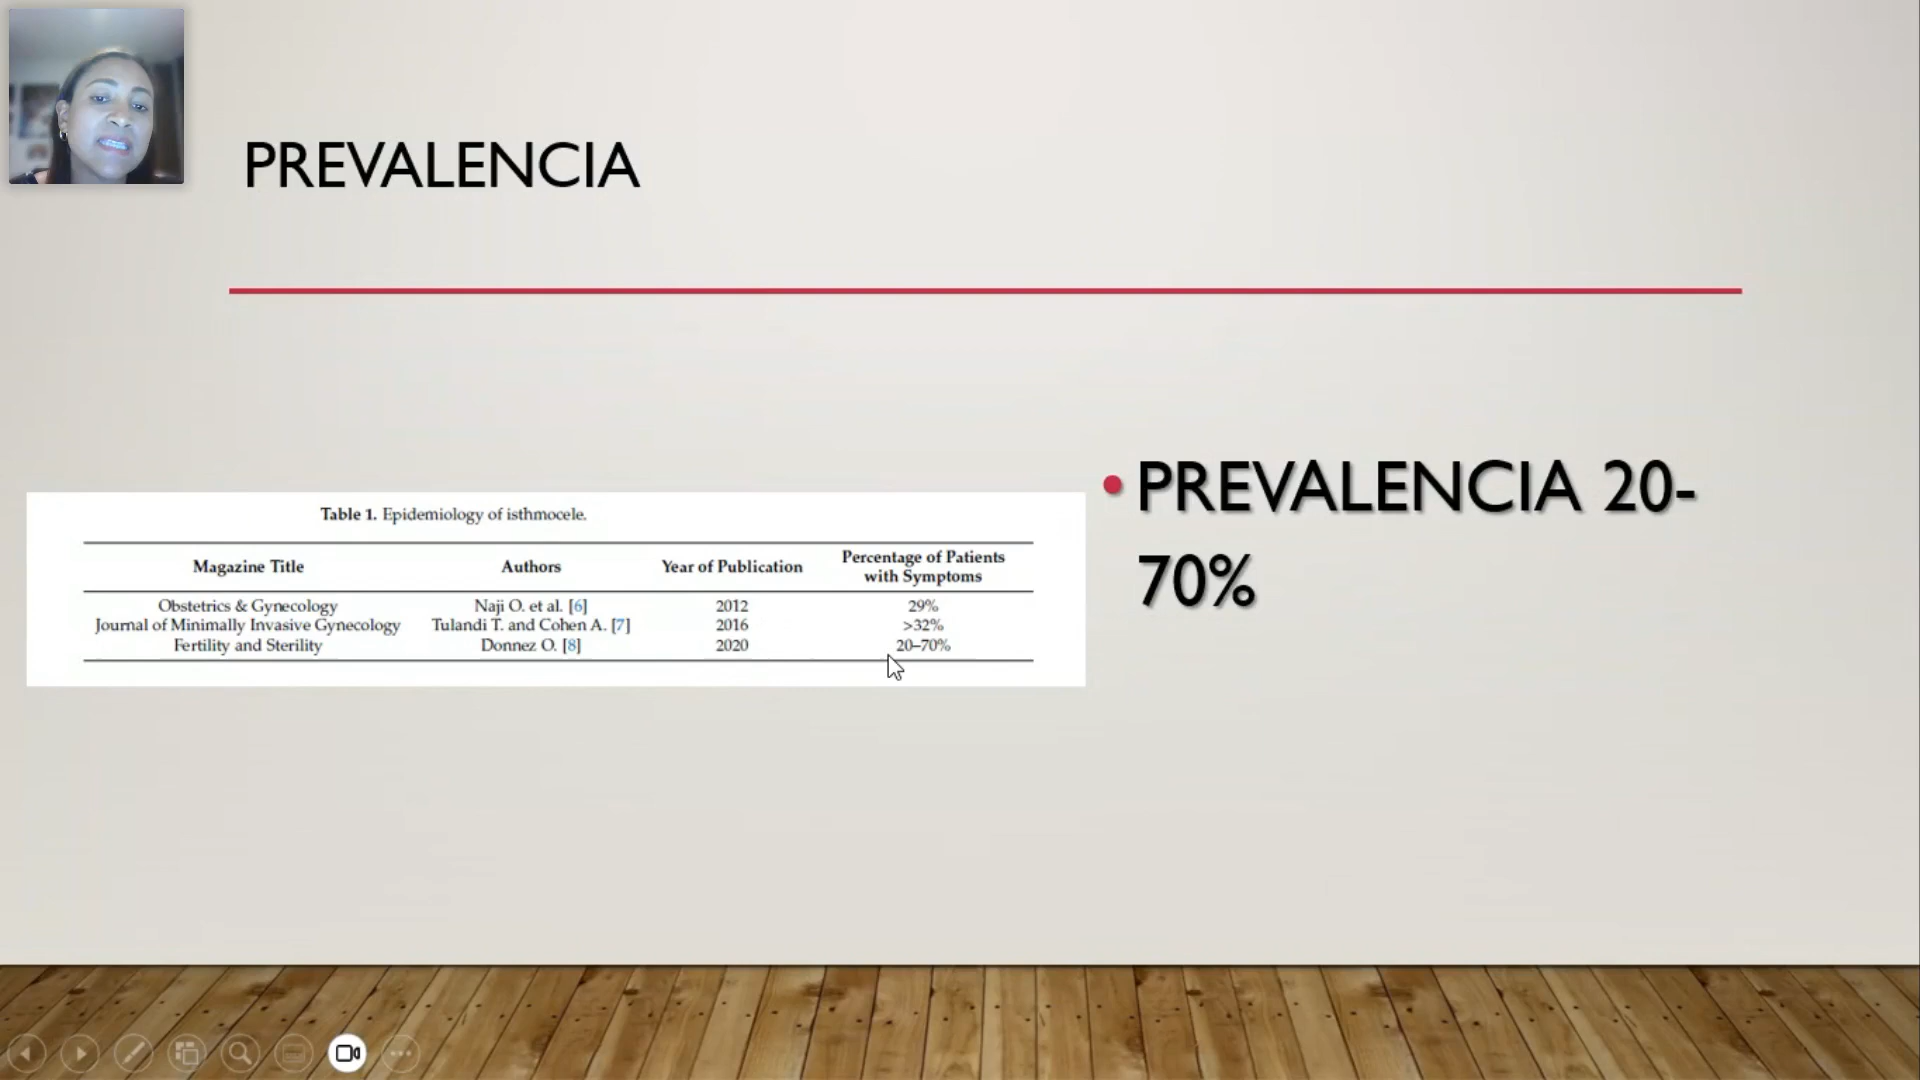 PREVALENCIA
Table 1. Epidemiology of isthmocele.
Magazine Title Authors Year of Publication Percentage of Patients with Symptoms
Obstetrics & Gynecology Naji O. et al. [6] 2012 29%
Journal of Minimally Invasive Gynecology Tulandi T. and Cohen A. [7] 2016 >32%
Fertility and Sterility Donnez O. [8] 2020 20–70%
• PREVALENCIA 20-
70%